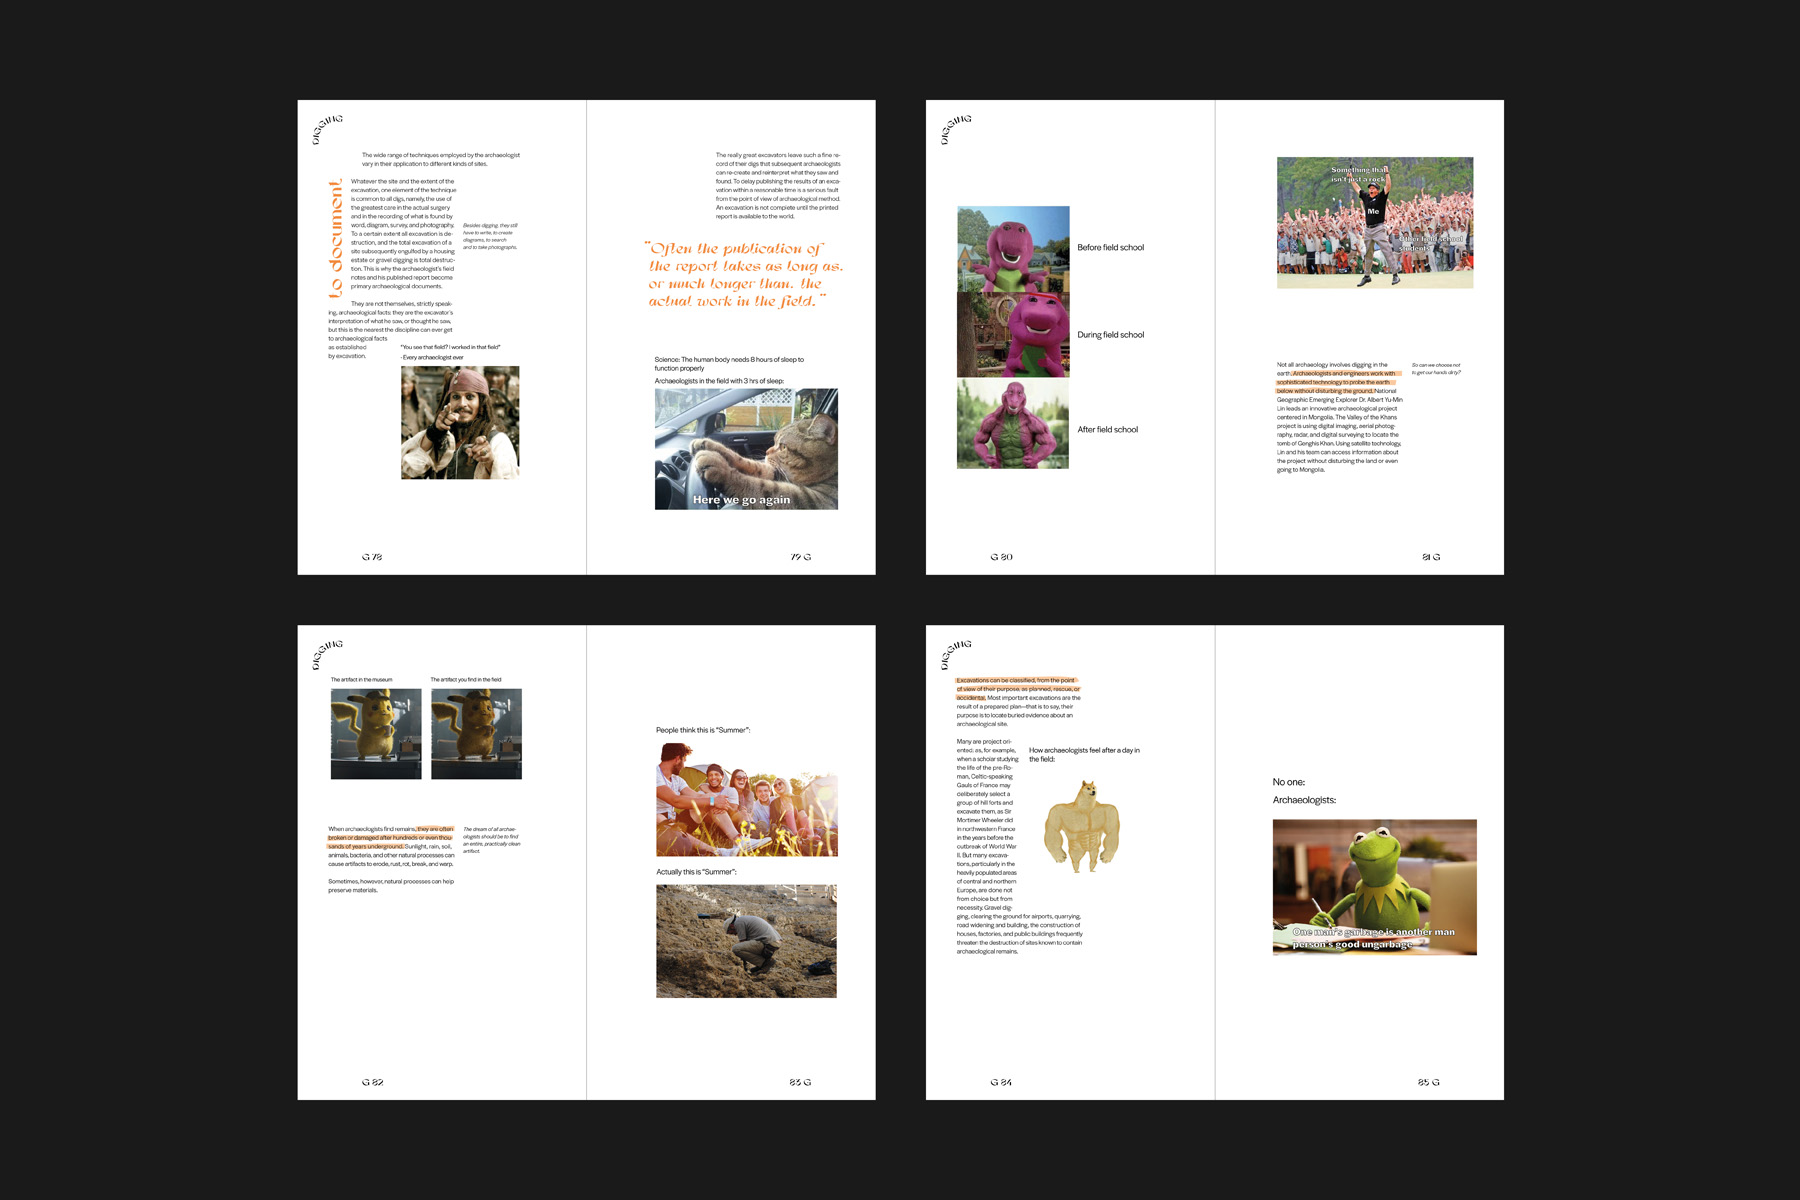 DIGGING
The wide range of techniques employed by the archaeologist
vary in their application to different kinds of sites.
to document
Whatever the site and the extent of the
excavation, one element of the technique
is common to all digs, namely, the use of
the greatest care in the actual surgery
and in the recording of what is found by
word, diagram, survey, and photography.
To a certain extent all excavation is de-
struction, and the total excavation of a
site subsequently engulfed by a housing
estate or gravel digging is total destruc-
tion. This is why the archaeologist's field
notes and his published report become
primary archaeological documents.
Besides digging, they still
have to write, to create
diagrams, to search
and to take photographs.
They are not themselves, strictly speak-
ing, archaeological facts: they are the excavator's
interpretation of what he saw, or thought he saw,
but this is the nearest the discipline can ever get
to archaeological facts
as established
by excavation.
"You see that field? I worked in that field"
- Every archaeologist ever
G 78
The really great excavators leave such a fine re-
cord of their digs that subsequent archaeologists
can re-create and reinterpret what they saw and
found. To delay publishing the results of an exca-
vation within a reasonable time is a serious fault
from the point of view of archaeological method.
An excavation is not complete until the printed
report is available to the world.
"Often the publication of
the report takes as long as,
or much longer than, the
actual work in the field."
Science: The human body needs 8 hours of sleep to
function properly
Archaeologists in the field with 3 hrs of sleep:
Here we go again
79 G
DIGGING
Before field school
During field school
After field school
G 80
Something that
isn't just a rock
Me
Other field school
students
Not all archaeology involves digging in the
earth. Archaeologists and engineers work with
sophisticated technology to probe the earth
below without disturbing the ground. National
Geographic Emerging Explorer Dr. Albert Yu-Min
Lin leads an innovative archaeological project
centered in Mongolia. The Valley of the Khans
project is using digital imaging, aerial photog-
raphy, radar, and digital surveying to locate the
tomb of Genghis Khan. Using satellite technology,
Lin and his team can access information about
the project without disturbing the land or even
going to Mongolia.
So can we choose not
to get our hands dirty?
81 G
DIGGING
The artifact in the museum
The artifact you find in the field
When archaeologists find remains, they are often
broken or damaged after hundreds or even thou-
sands of years underground. Sunlight, rain, soil,
animals, bacteria, and other natural processes can
cause artifacts to erode, rust, rot, break, and warp.
The dream of all archae-
ologists should be to find
an entire, practically clean
artifact.
Sometimes, however, natural processes can help
preserve materials.
G 82
People think this is "Summer":
Actually this is "Summer":
83 G
DIGGING
Excavations can be classified, from the point
of view of their purpose, as planned, rescue, or
accidental. Most important excavations are the
result of a prepared plan—that is to say, their
purpose is to locate buried evidence about an
archaeological site.
Many are project ori-
ented: as, for example,
when a scholar studying
the life of the pre-Ro-
man, Celtic-speaking
Gauls of France may
deliberately select a
group of hill forts and
excavate them, as Sir
Mortimer Wheeler did
in northwestern France
in the years before the
outbreak of World War
II. But many excava-
tions, particularly in the
heavily populated areas
of central and northern
Europe, are done not
from choice but from
necessity. Gravel dig-
ging, clearing the ground for airports, quarrying,
road widening and building, the construction of
houses, factories, and public buildings frequently
threaten the destruction of sites known to contain
archaeological remains.
How archaeologists feel after a day in
the field:
G 84
No one:
Archaeologists:
One man's garbage is another man
person's good ungarbage
85 G